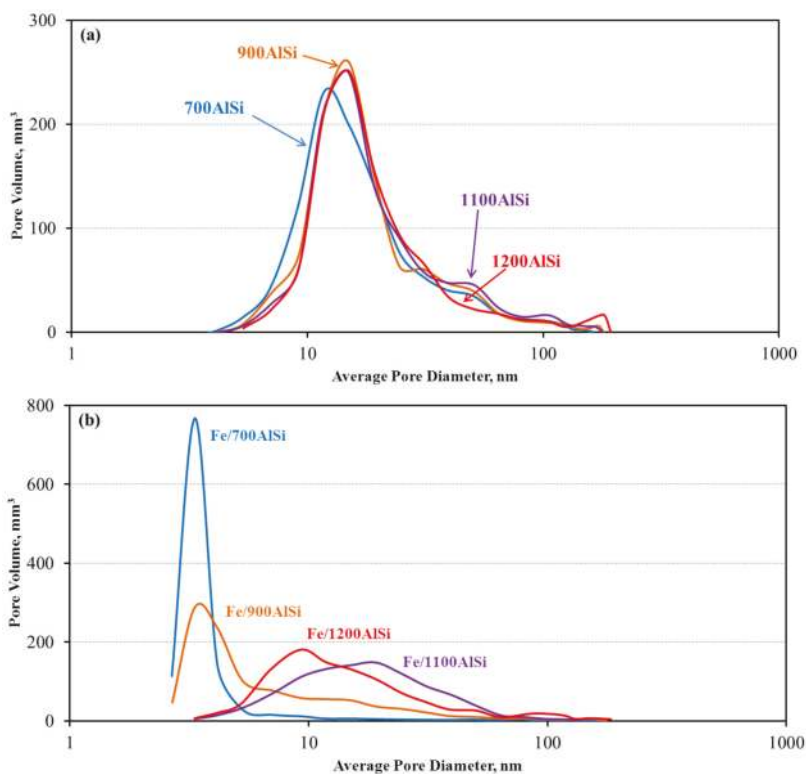 (a)
300
200
100
0
Pore Volume, mm³
900AlSi
700AlSi
1100AlSi
1200AlSi
1 10 100 1000
Average Pore Diameter, nm
(b)
800
600
400
200
0
Pore Volume, mm³
Fe/700AlSi
Fe/900AlSi
Fe/1200AlSi
Fe/1100AlSi
1 10 100 1000
Average Pore Diameter, nm